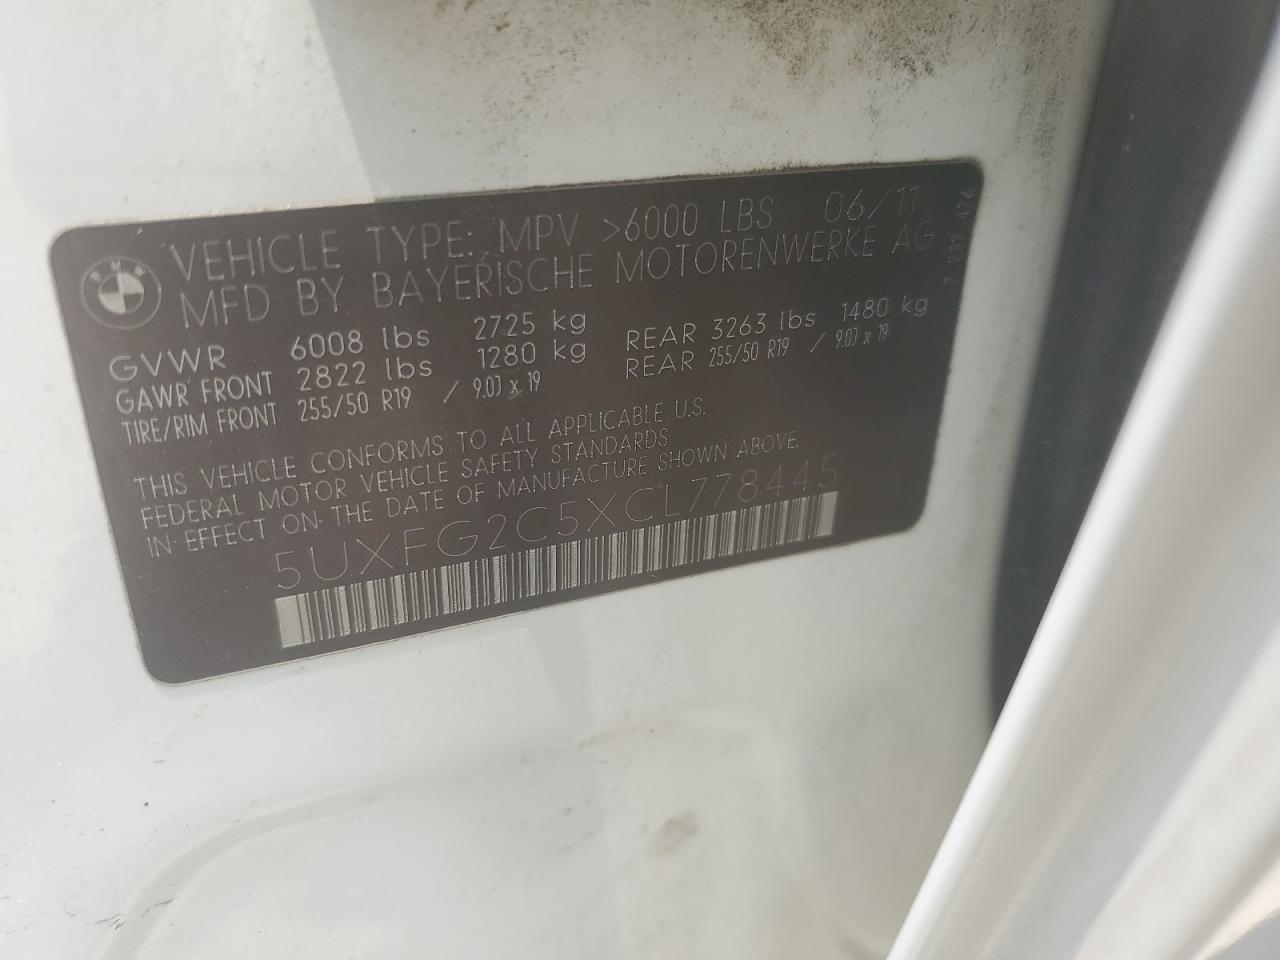 VEHICLE TYPE: MPV >6000 LBS 06/11
MFD BY BAYERISCHE MOTORENWERKE AG
GVWR 6008 lbs 2725 kg
GAWR FRONT 2822 lbs 1280 kg REAR 3263 lbs 1480 kg
TIRE/RIM FRONT 255/50 R19 / 9.0J x 19 REAR 255/50 R19 / 9.0J x 19
THIS VEHICLE CONFORMS TO ALL APPLICABLE U.S.
FEDERAL MOTOR VEHICLE SAFETY STANDARDS
IN EFFECT ON THE DATE OF MANUFACTURE SHOWN ABOVE.
5UXFG2C5XCL778445
BMW